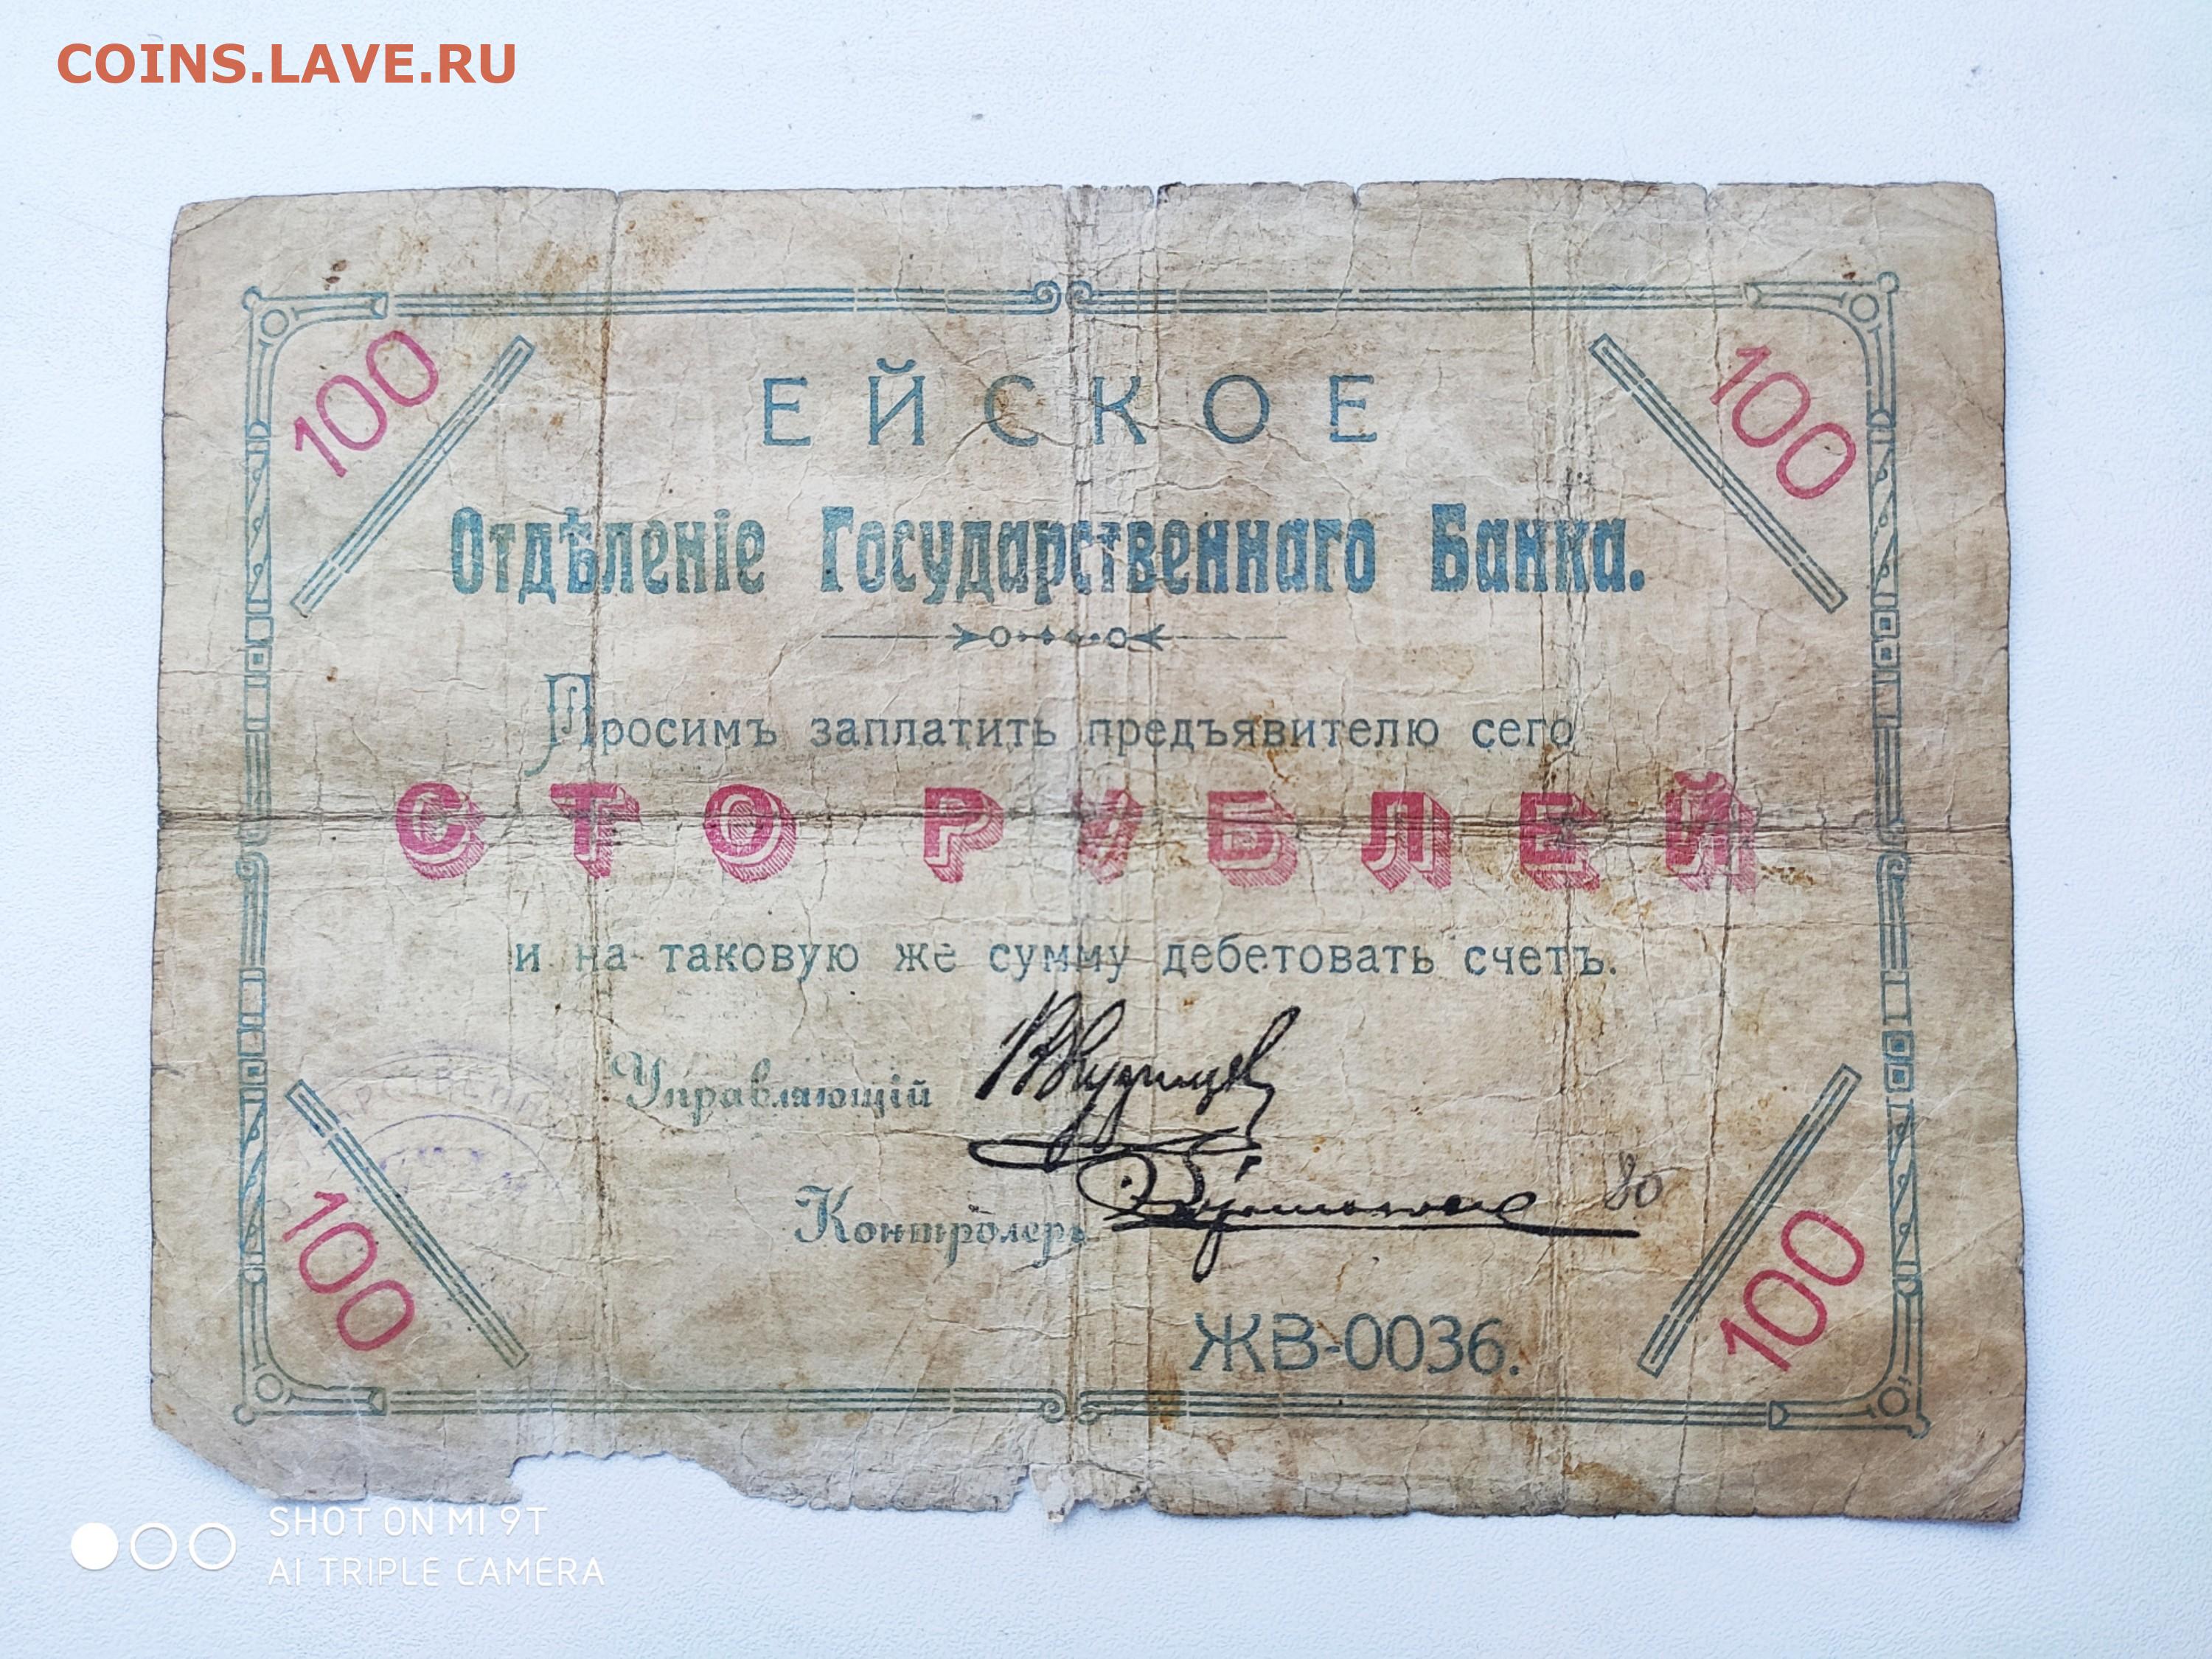 COINS.LAVE.RU
100 100
ЕЙСКОЕ
Отдѣленіе Государственнаго Банка.
Просимъ заплатить предъявителю сего
СТО РУБЛЕЙ
и на таковую же сумму дебетовать счетъ.
Управляющій
Контролеръ
80
100 100
ЖВ-0036.
SHOT ON MI 9T
AI TRIPLE CAMERA